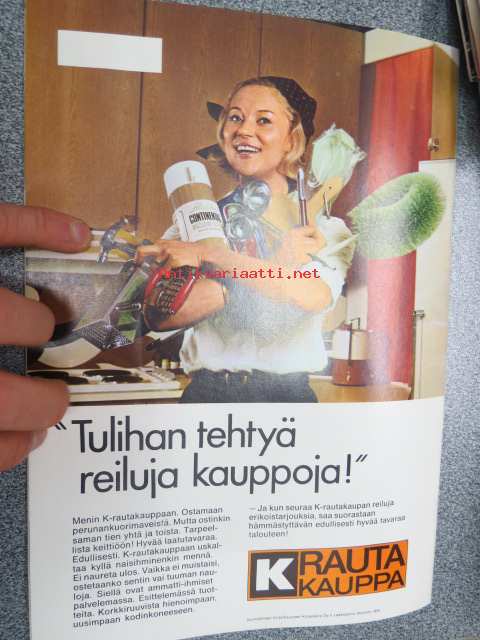 CONTINENTAL
Antiikkiaariaatti.net
"Tulihan tehtyä
reiluja kauppoja!"
Menin K-rautakauppaan. Ostamaan
perunankuorimaveistä. Mutta ostinkin
saman tien yhtä ja toista. Tarpeel-
lista keittiöön! Hyvää laatutavaraa.
Edullisesti. K-rautakauppaan uskal-
taa kyllä naisihminenkin mennä.
Ei naureta ulos. Vaikka ei muistaisi,
ostetaanko sentin vai tuuman nau-
loja. Siellä ovat ammatti-ihmiset
palvelemassa. Esittelemässä tuot-
teita. Korkkiruuvista hienoimpaan,
uusimpaan kodinkoneeseen.
– Ja kun seuraa K-rautakaupan reiluja
erikoistarjouksia, saa suorastaan
hämmästyttävän edullisesti hyvää tavaraa
talouteen!
K RAUTA
KAUPPA